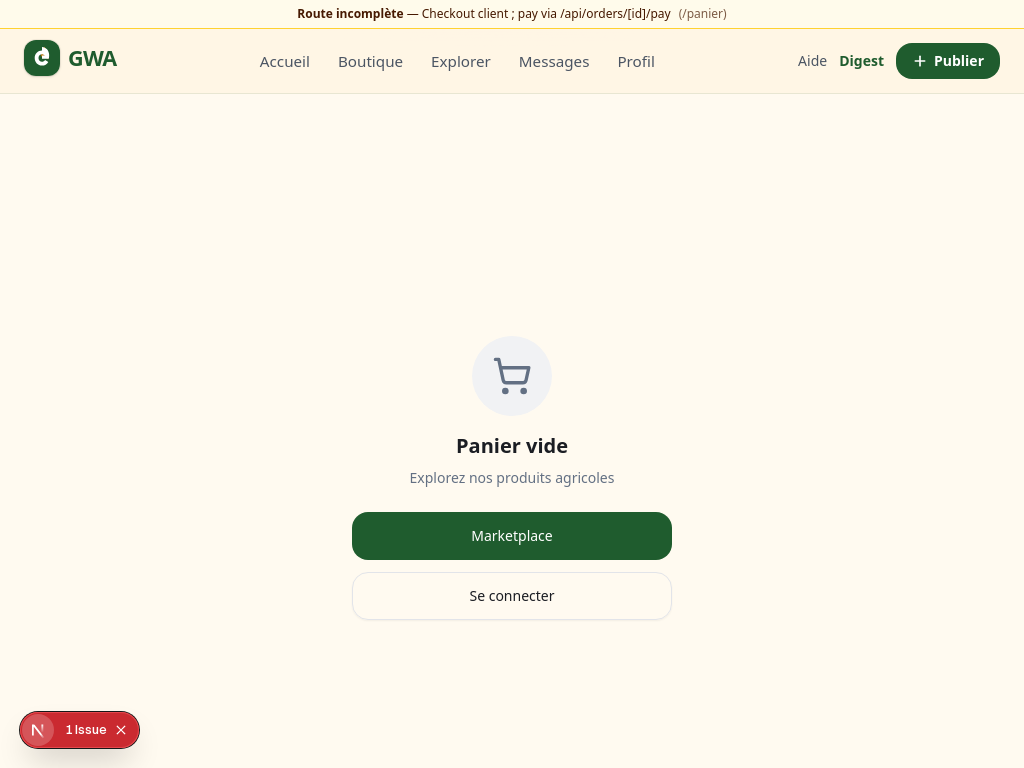 Route incomplète — Checkout client ; pay via /api/orders/[id]/pay (/panier)
GWA
Accueil Boutique Explorer Messages Profil
Aide Digest + Publier
Panier vide
Explorez nos produits agricoles
Marketplace
Se connecter
N 1 Issue